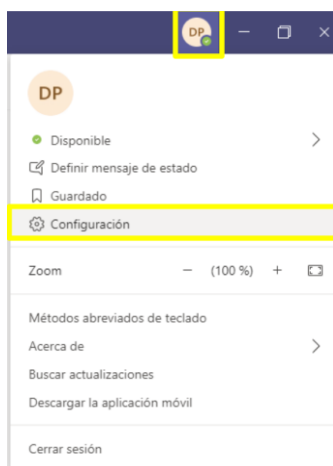 DP
DP
Disponible
Definir mensaje de estado
Guardado
Configuración
Zoom
(100 %)
Métodos abreviados de teclado
Acerca de
Buscar actualizaciones
Descargar la aplicación móvil
Cerrar sesión